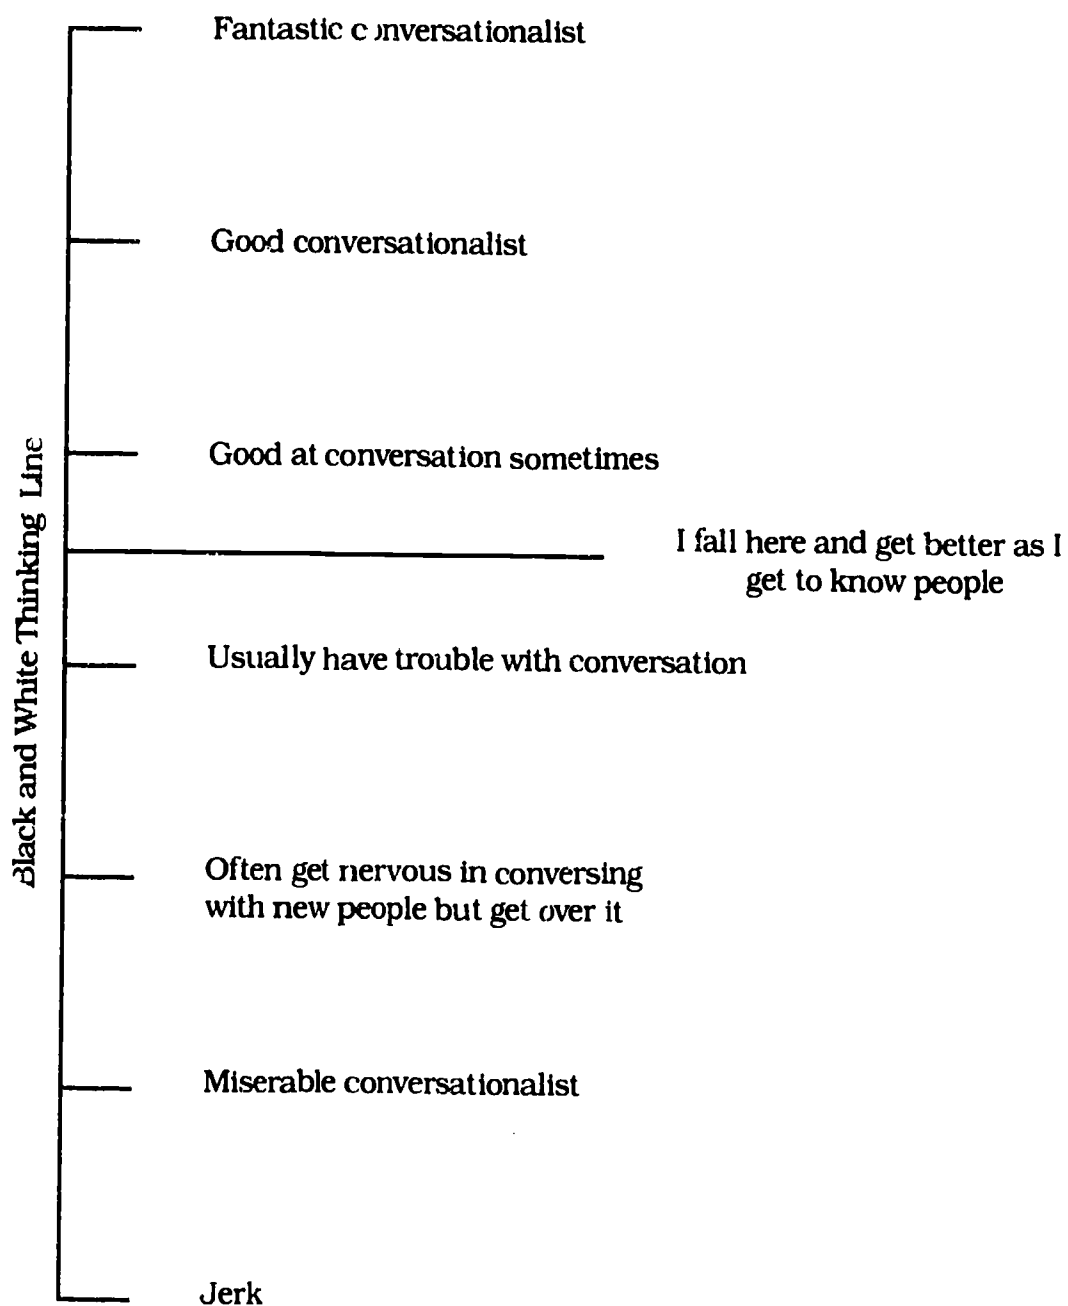 Fantastic conversationalist
Good conversationalist
Good at conversation sometimes
I fall here and get better as I
get to know people
Usually have trouble with conversation
Often get nervous in conversing
with new people but get over it
Miserable conversationalist
Jerk
Black and White Thinking Line